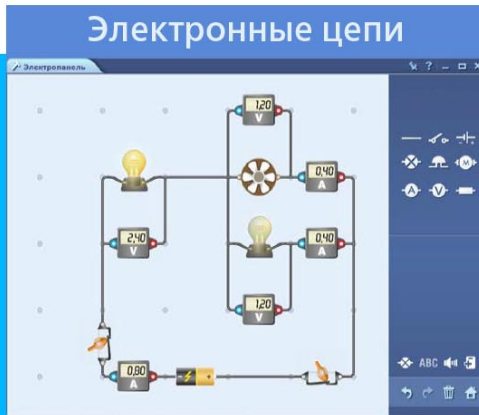 Электронные цепи
Электропанель
?
1,20
V
0,40
A
M
A V
2,40
V
0,40
A
1,20
V
0,80
A
ABC